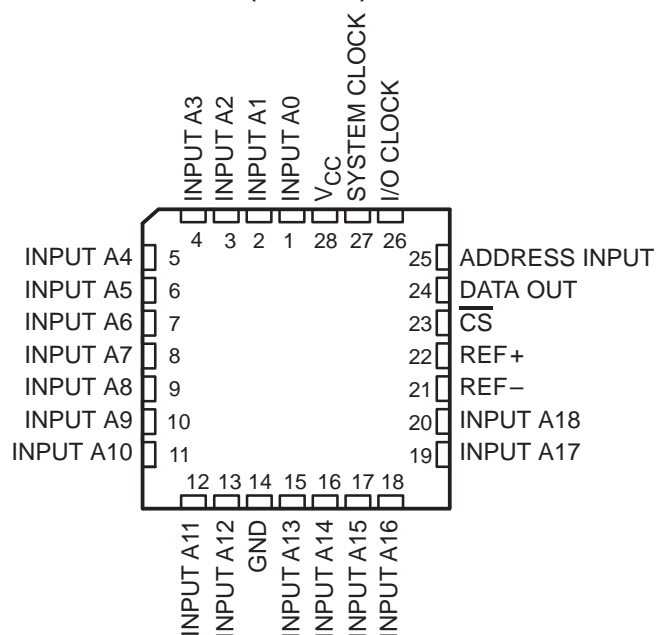 INPUT A3
INPUT A2
INPUT A1
INPUT A0
VCC
SYSTEM CLOCK
I/O CLOCK
4 3 2 1 28 27 26
INPUT A4 5
INPUT A5 6
INPUT A6 7
INPUT A7 8
INPUT A8 9
INPUT A9 10
INPUT A10 11
25 ADDRESS INPUT
24 DATA OUT
23 CS
22 REF+
21 REF–
20 INPUT A18
19 INPUT A17
12 13 14 15 16 17 18
INPUT A11
INPUT A12
GND
INPUT A13
INPUT A14
INPUT A15
INPUT A16